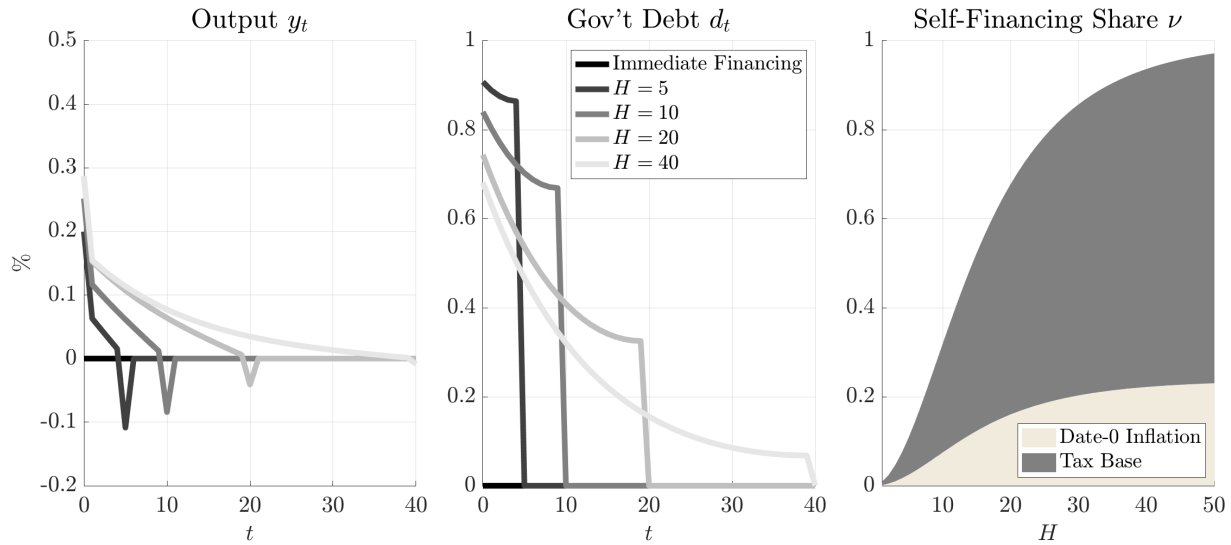 Output y_t
0.5
0.4
0.3
0.2
0.1
0
-0.1
-0.2
%
0 10 20 30 40
t
Gov't Debt d_t
1
0.8
0.6
0.4
0.2
0
Immediate Financing
H = 5
H = 10
H = 20
H = 40
0 10 20 30 40
t
Self-Financing Share ν
1
0.8
0.6
0.4
0.2
0
Date-0 Inflation
Tax Base
10 20 30 40 50
H